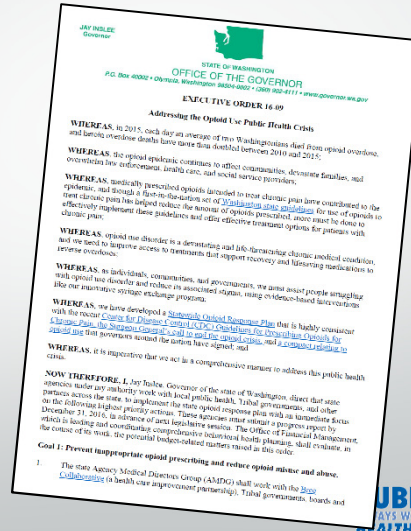 JAY INSLEE
Governor
STATE OF WASHINGTON
OFFICE OF THE GOVERNOR
P.O. Box 40002 • Olympia, Washington 98504-0002 • (360) 902-4111 • www.governor.wa.gov
EXECUTIVE ORDER 16-09
Addressing the Opioid Use Public Health Crisis
WHEREAS, in 2015, each day an average of two Washingtonians died from opioid overdose,
and heroin overdose deaths have more than doubled between 2010 and 2015;
WHEREAS, the opioid epidemic continues to affect communities, devastate families, and
overwhelm law enforcement, health care, and social service providers;
WHEREAS, medically prescribed opioids intended to treat chronic pain have contributed to the
epidemic, and though a first-in-the-nation set of Washington state guidelines for use of opioids to
treat chronic pain has helped reduce the amount of opioids prescribed, more must be done to
effectively implement these guidelines and offer effective treatment options for patients with
chronic pain;
WHEREAS, opioid use disorder is a devastating and life-threatening chronic medical condition,
and we need to improve access to treatments that support recovery and lifesaving medications to
reverse overdoses;
WHEREAS, as individuals, communities, and governments, we must assist people struggling
with opioid use disorder and reduce its associated stigma, using evidence-based interventions
like our innovative syringe exchange program;
WHEREAS, we have developed a Statewide Opioid Response Plan that is highly consistent
with the recent Center for Disease Control (CDC) Guidelines for Prescribing Opioids for
Chronic Pain, the Surgeon General's call to end the opioid crisis, and a compact relating to
opioid use that governors around the nation have signed; and
WHEREAS, it is imperative that we act in a comprehensive manner to address this public health
crisis.
NOW THEREFORE, I, Jay Inslee, Governor of the state of Washington, direct that state
agencies under my authority work with local public health, Tribal governments, and other
partners across the state, to implement the state opioid response plan with an immediate focus
on the following highest priority actions. These agencies must submit a progress report by
December 31, 2016, in advance of next legislative session. The Office of Financial Management,
which is leading and coordinating comprehensive behavioral health planning, shall evaluate, in
the course of its work, the potential budget-related matters raised in this order.
Goal 1: Prevent inappropriate opioid prescribing and reduce opioid misuse and abuse.
1. The state Agency Medical Directors Group (AMDG) shall work with the Bree
Collaborative (a health care improvement partnership), Tribal governments, boards and
UB
AYS W
HEALTH